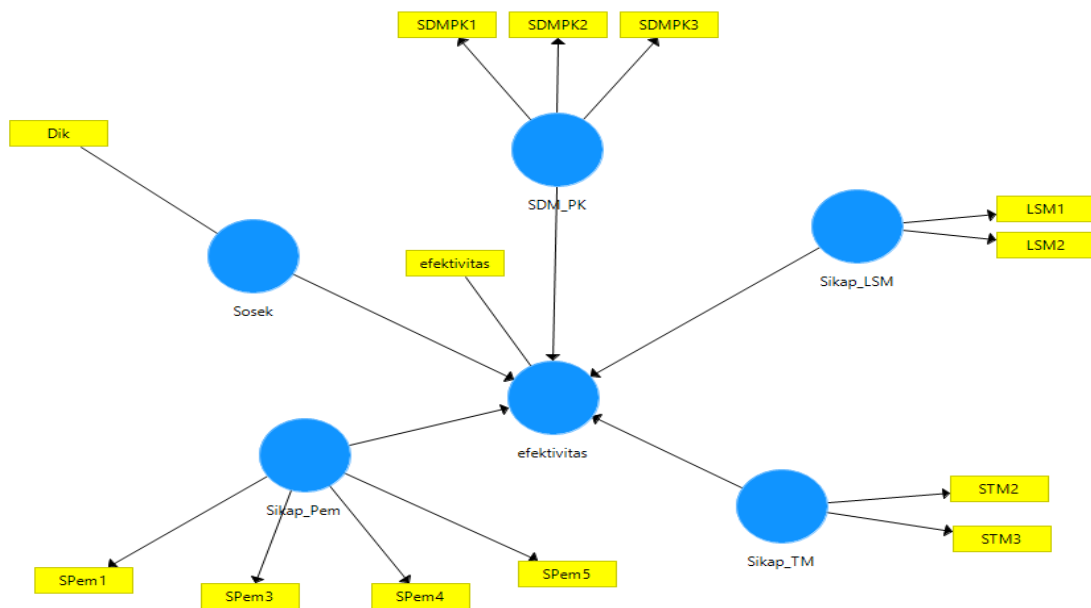 SDMPK1 SDMPK2 SDMPK3
Dik
SDM_PK
LSM1
LSM2
efektivitas
Sikap_LSM
Sosek
efektivitas
Sikap_Pem
STM2
STM3
Sikap_TM
SPem1
SPem3
SPem4
SPem5